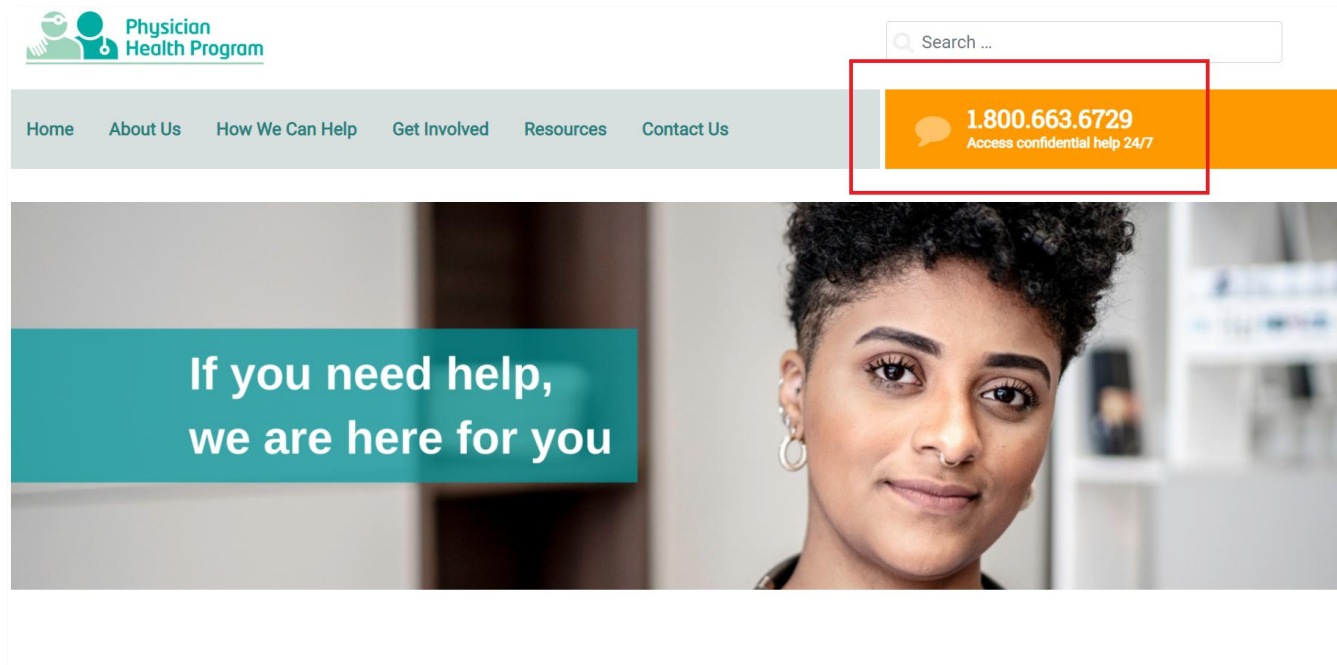 Physician
Health Program
Search ...
Home About Us How We Can Help Get Involved Resources Contact Us
1.800.663.6729
Access confidential help 24/7
If you need help,
we are here for you